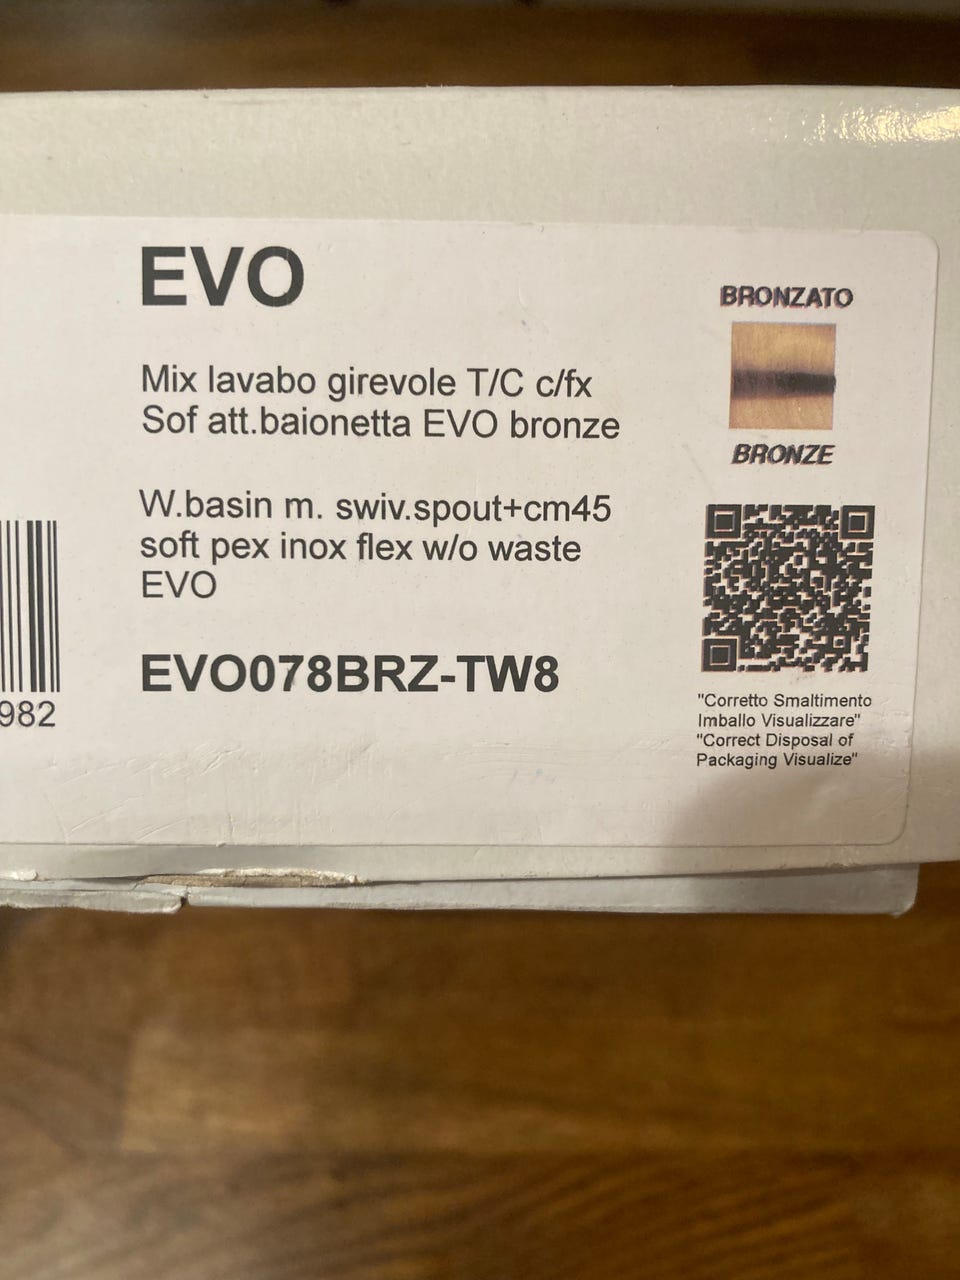 EVO
Mix lavabo girevole T/C c/fx
Sof att.baionetta EVO bronze
W.basin m. swiv.spout+cm45
soft pex inox flex w/o waste
EVO
EVO078BRZ-TW8
982
BRONZATO
BRONZE
"Corretto Smaltimento
Imballo Visualizzare"
"Correct Disposal of
Packaging Visualize"